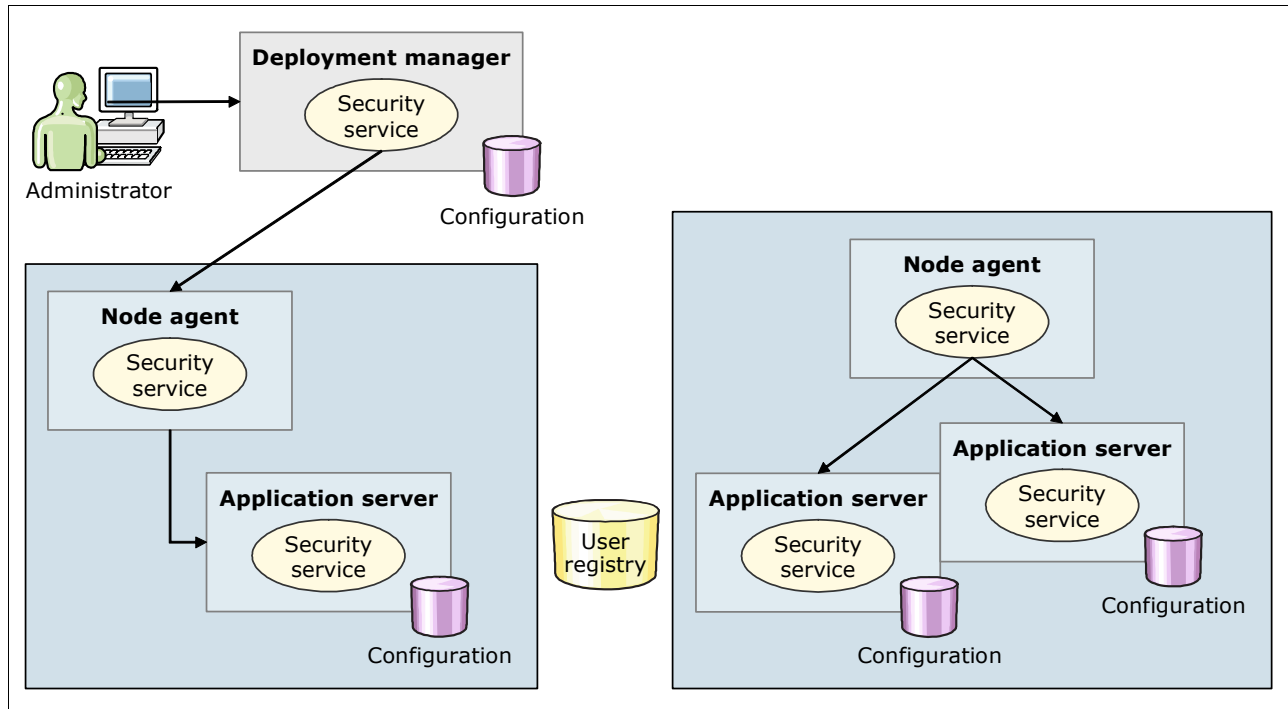 Deployment manager
Security
service
Administrator
Configuration
Node agent
Security
service
Application server
Security
service
Configuration
User
registry
Node agent
Security
service
Application server
Security
service
Configuration
Application server
Security
service
Configuration